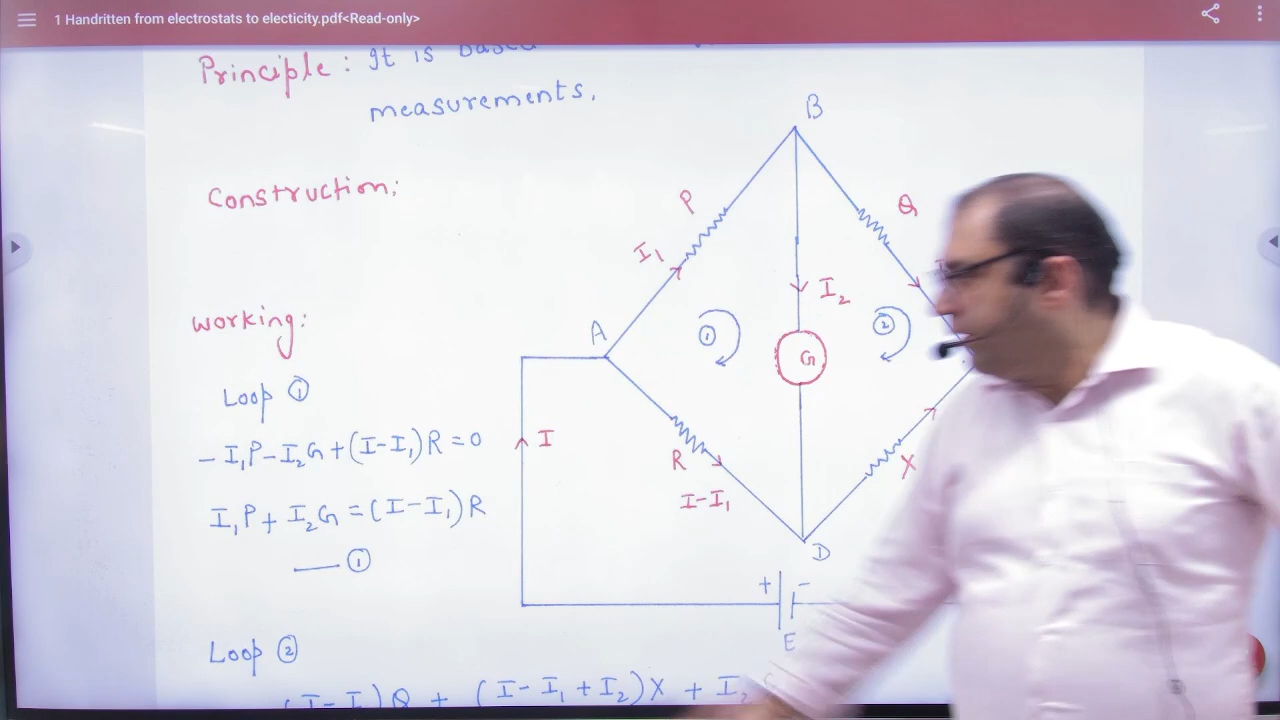 1 Handritten from electrostats to electicity.pdf<Read-only>
Principle: It is based
measurements.
Construction:
Working:
Loop ①
-I₁P-I₂G+(I-I₁)R=0
I₁P+I₂G=(I-I₁)R
—— ①
Loop ②
(I-I)Q + (I-I₁+I₂)X + I₂
B
P
Q
I₁
I₂
A
①
②
G
I
R
X
I-I₁
D
+ -
E